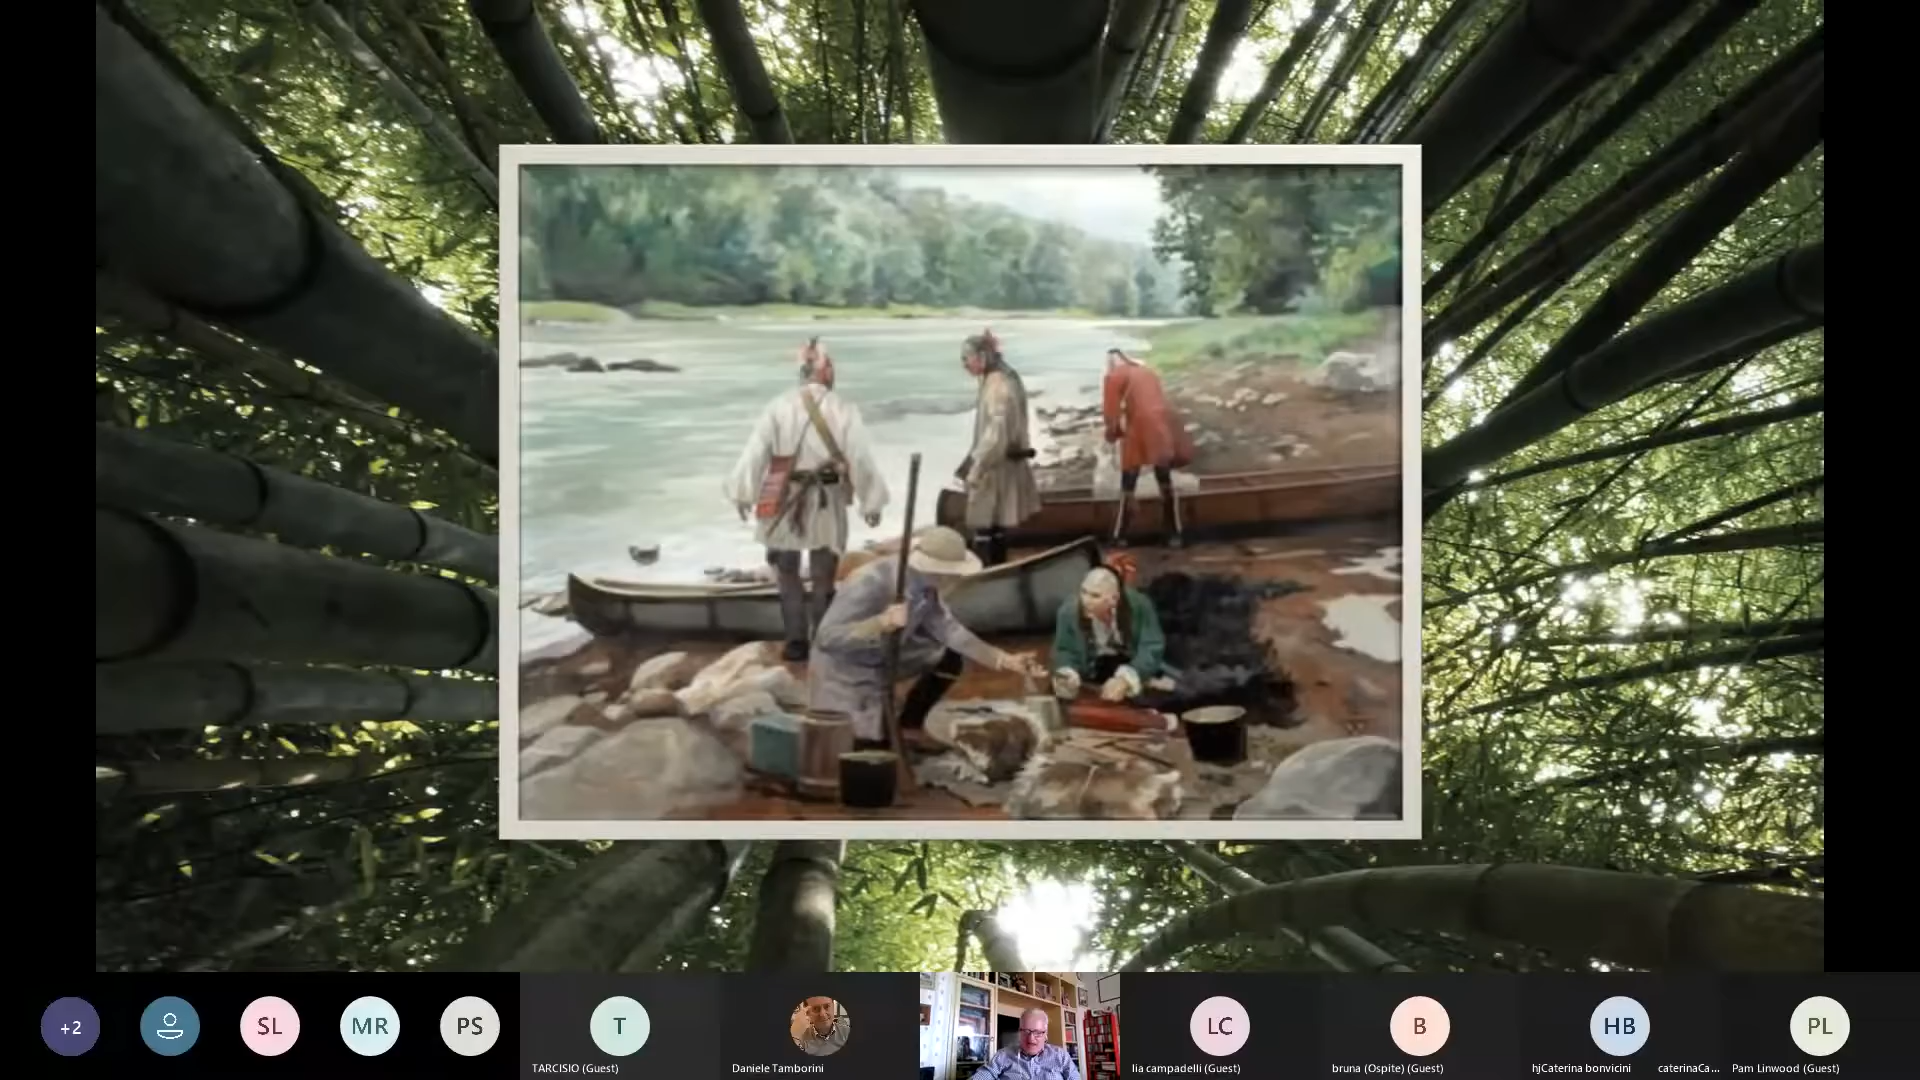 +2
SL
MR
PS
T
TARCISIO (Guest)
Daniele Tamborini
LC
lia campadelli (Guest)
B
bruna (Ospite) (Guest)
HB
hjCaterina bonvicini
caterinaCa...
PL
Pam Linwood (Guest)